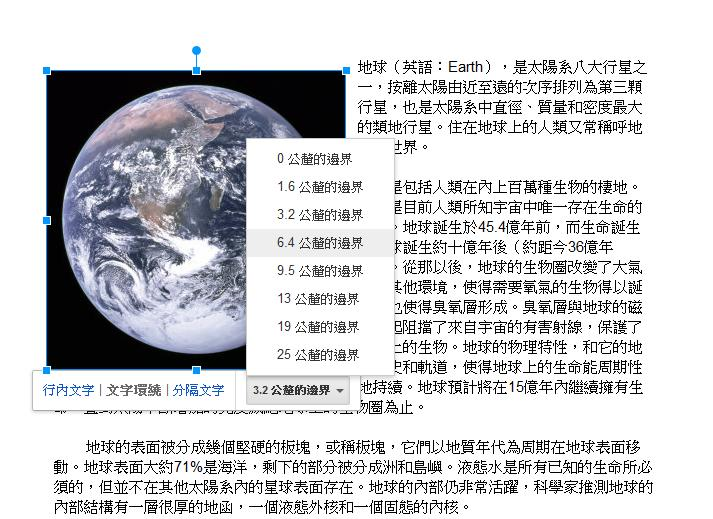 地球（英語：Earth），是太陽系八大行星之
一，按離太陽由近至遠的次序排列為第三顆
行星，也是太陽系中直徑、質量和密度最大
的類地行星。住在地球上的人類又常稱呼地
世界。
是包括人類在內上百萬種生物的棲地。
是目前人類所知宇宙中唯一存在生命的
。地球誕生於45.4億年前，而生命誕生
球誕生約十億年後（約距今36億年
。從那以後，地球的生物圈改變了大氣
其他環境，使得需要氧氣的生物得以誕
也使得臭氧層形成。臭氧層與地球的磁
起阻擋了來自宇宙的有害射線，保護了
上的生物。地球的物理特性，和它的地
史和軌道，使得地球上的生命能周期性
地持續。地球預計將在15億年內繼續擁有生
物圈為止。
0 公釐的邊界
1.6 公釐的邊界
3.2 公釐的邊界
6.4 公釐的邊界
9.5 公釐的邊界
13 公釐的邊界
19 公釐的邊界
25 公釐的邊界
行內文字 | 文字環繞 | 分隔文字 3.2 公釐的邊界
地球的表面被分成幾個堅硬的板塊，或稱板塊，它們以地質年代為周期在地球表面移
動。地球表面大約71%是海洋，剩下的部分被分成洲和島嶼。液態水是所有已知的生命所必
須的，但並不在其他太陽系內的星球表面存在。地球的內部仍非常活躍，科學家推測地球的
內部結構有一層很厚的地函，一個液態外核和一個固態的內核。